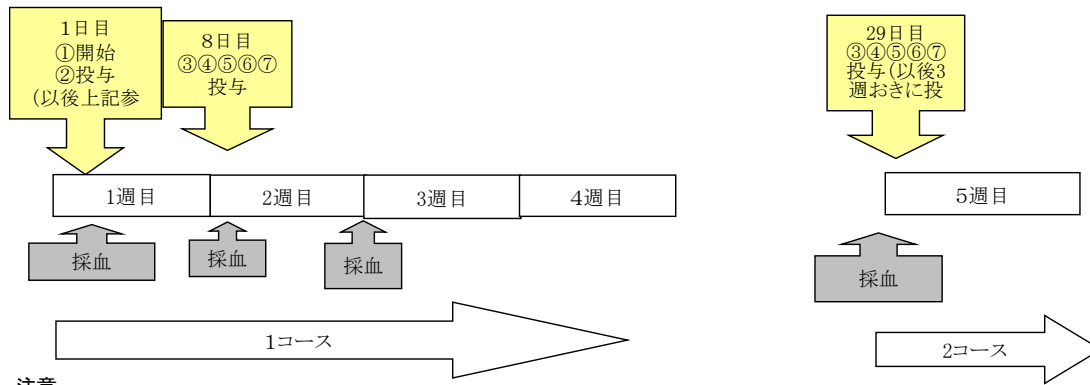 1日目
①開始
②投与
(以後上記参
8日目
③④⑤⑥⑦
投与
29日目
③④⑤⑥⑦
投与(以後3
週おきに投
1週目
2週目
3週目
4週目
5週目
採血
採血
採血
採血
1コース
2コース
注意